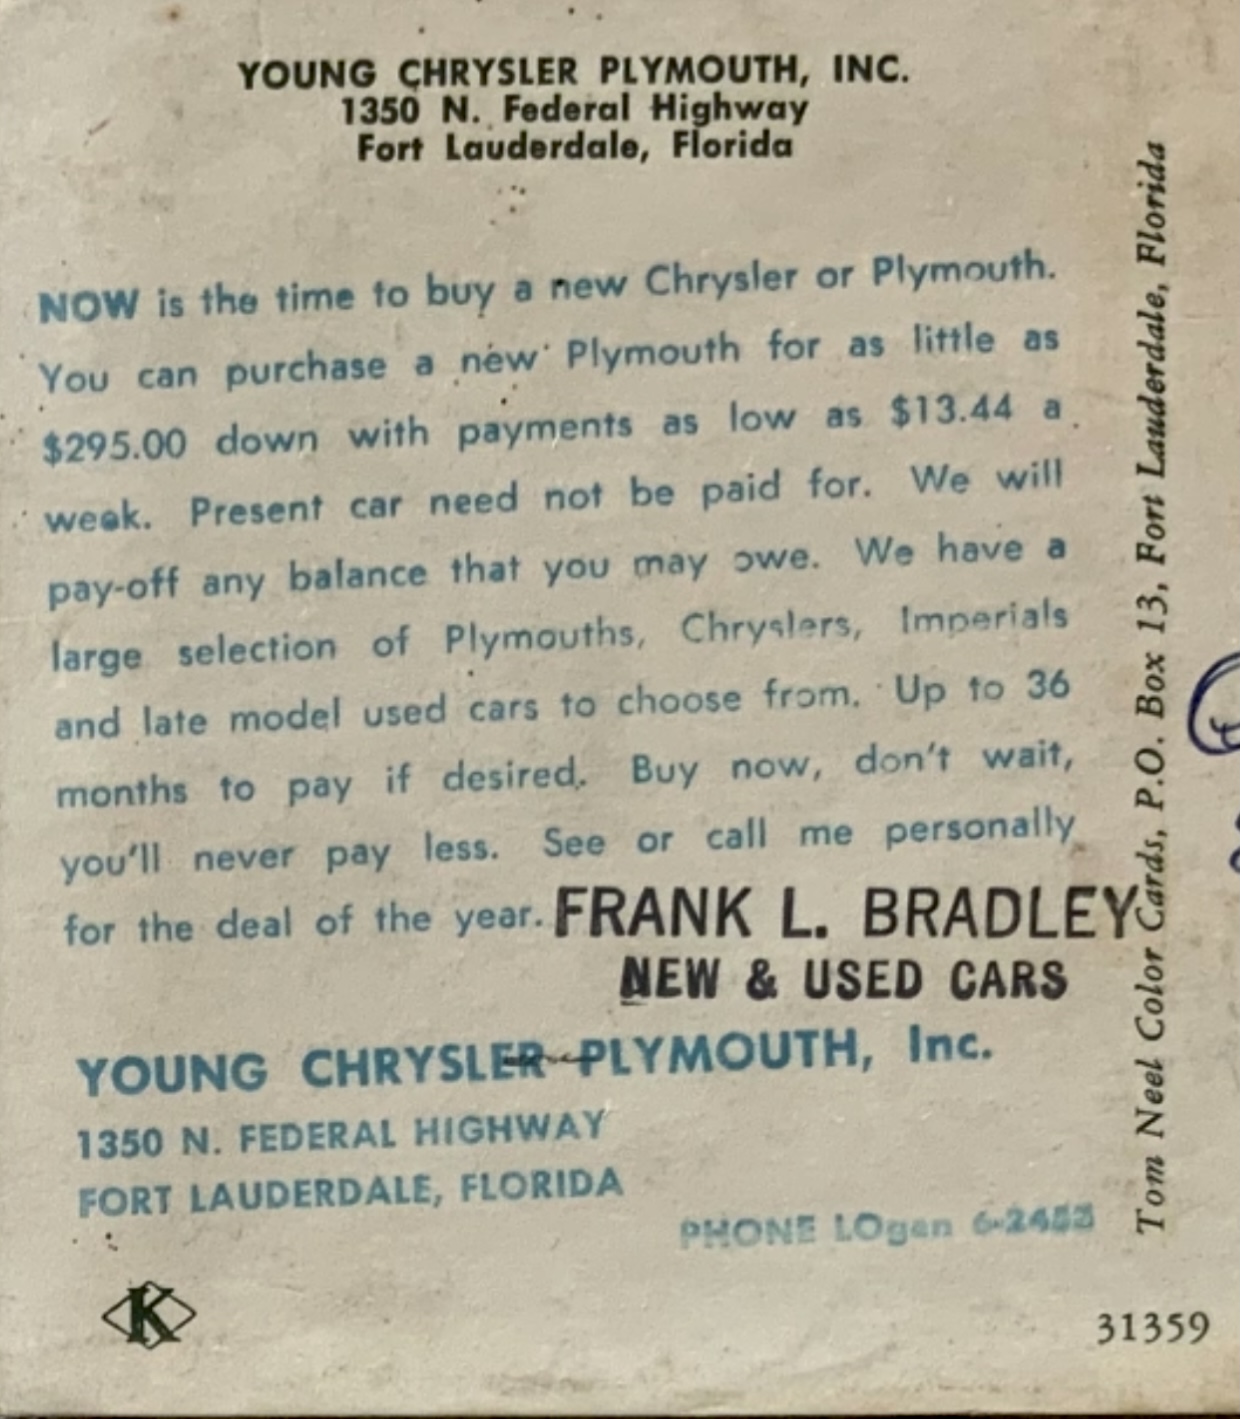 YOUNG CHRYSLER PLYMOUTH, INC.
1350 N. Federal Highway
Fort Lauderdale, Florida
NOW is the time to buy a new Chrysler or Plymouth.
You can purchase a new Plymouth for as little as
$295.00 down with payments as low as $13.44 a
week. Present car need not be paid for. We will
pay-off any balance that you may owe. We have a
large selection of Plymouths, Chryslers, Imperials
and late model used cars to choose from. Up to 36
months to pay if desired. Buy now, don't wait,
you'll never pay less. See or call me personally
for the deal of the year. FRANK L. BRADLEY
NEW & USED CARS
YOUNG CHRYSLER-PLYMOUTH, Inc.
1350 N. FEDERAL HIGHWAY
FORT LAUDERDALE, FLORIDA
PHONE LOgan
K
31359
Tom Neel Color Cards, P.O. Box 13, Fort Lauderdale, Florida